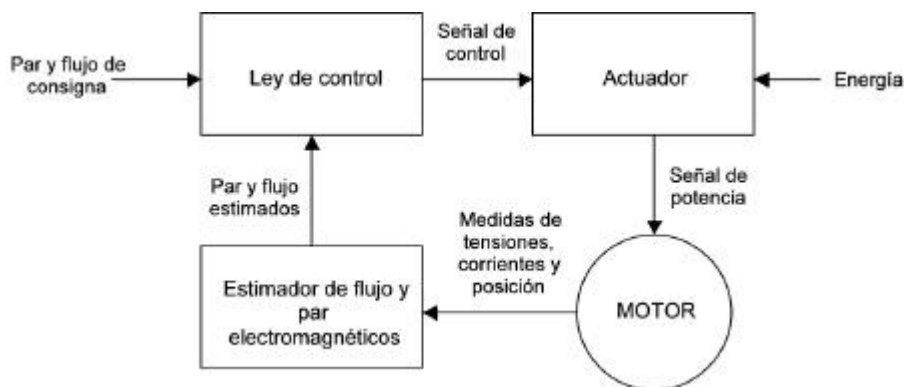 Par y flujo de
consigna
Ley de control
Señal de
control
Actuador
Energía
Par y flujo
estimados
Señal de
potencia
Medidas de
tensiones,
corrientes y
posición
Estimador de flujo y
par
electromagnéticos
MOTOR